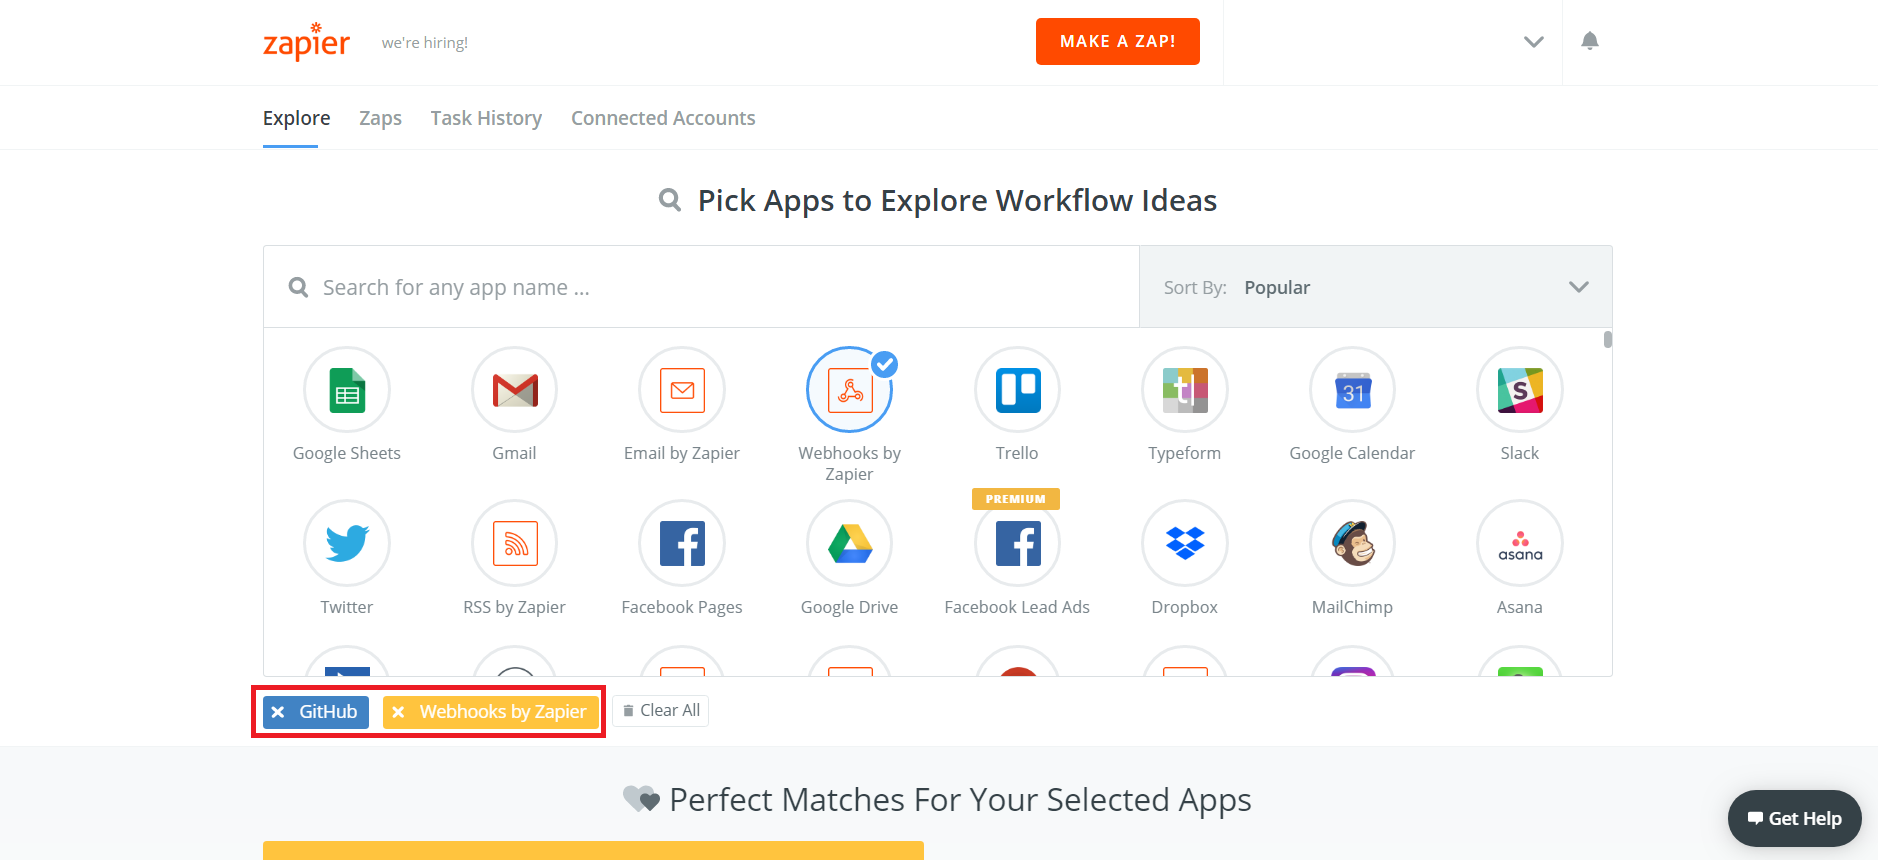 zapier
we're hiring!
MAKE A ZAP!
Explore
Zaps
Task History
Connected Accounts
Pick Apps to Explore Workflow Ideas
Search for any app name ...
Sort By: Popular
Google Sheets
Gmail
Email by Zapier
Webhooks by
Zapier
Trello
tl
Typeform
31
Google Calendar
S
Slack
Twitter
RSS by Zapier
Facebook Pages
Google Drive
PREMIUM
Facebook Lead Ads
Dropbox
MailChimp
asana
Asana
GitHub
Webhooks by Zapier
Clear All
Perfect Matches For Your Selected Apps
Get Help